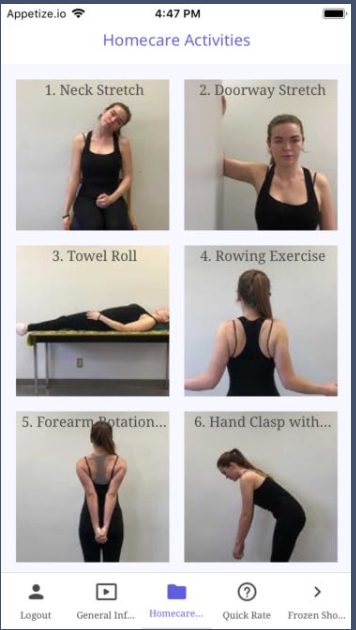 Appetize.io 4:47 PM
Homecare Activities
1. Neck Stretch
2. Doorway Stretch
3. Towel Roll
4. Rowing Exercise
5. Forearm Rotation...
6. Hand Clasp with...
Logout
General Inf...
Homecare...
Quick Rate
Frozen Sho...